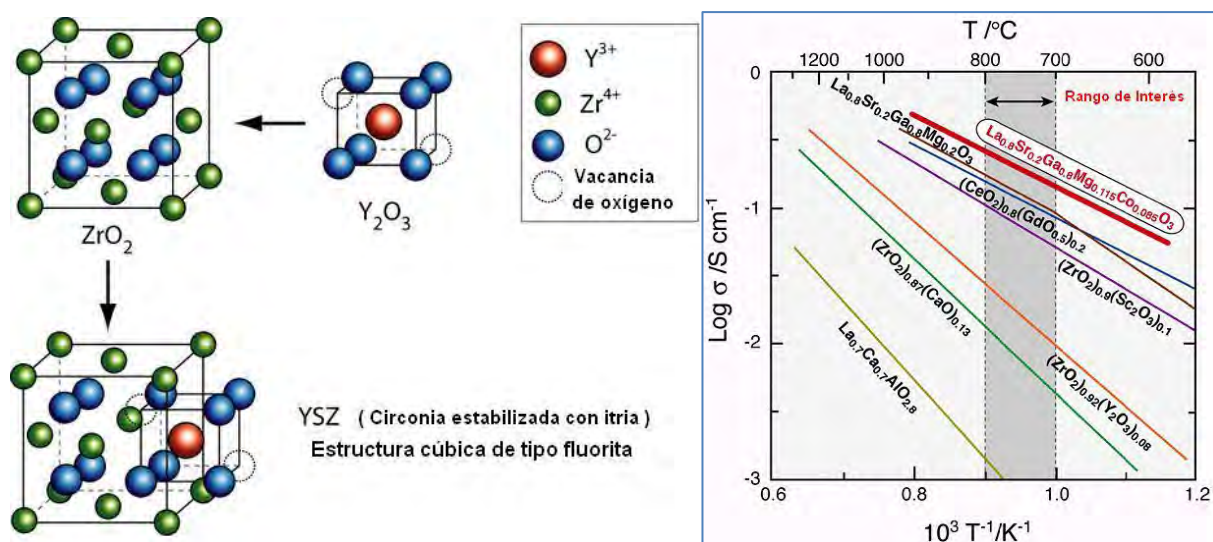 ZrO2
Y2O3
Y3+
Zr4+
O2-
Vacancia
de oxígeno
YSZ ( Circonia estabilizada con itria )
Estructura cúbica de tipo fluorita
T /°C
1200 1000 800 700 600
Rango de Interés
La0.8Sr0.2Ga0.8Mg0.2O3
La0.8Sr0.2Ga0.8Mg0.115Co0.085O3
(CeO2)0.8(GdO0.5)0.2
(ZrO2)0.9(Sc2O3)0.1
(ZrO2)0.87(CaO)0.13
(ZrO2)0.92(Y2O3)0.08
La0.7Ca0.7AlO2.8
Log σ /S cm-1
0
-1
-2
-3
0.6 0.8 1.0 1.2
103 T-1/K-1